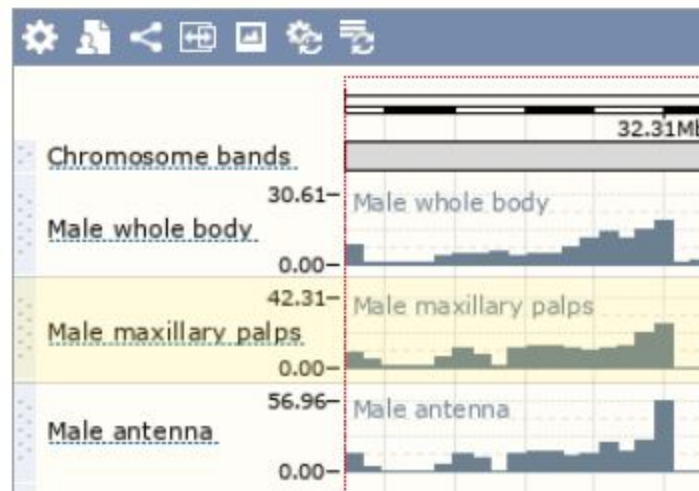 32.31Mb
Chromosome bands
30.61
Male whole body
Male whole body
0.00
42.31
Male maxillary palps
Male maxillary palps
0.00
56.96
Male antenna
Male antenna
0.00